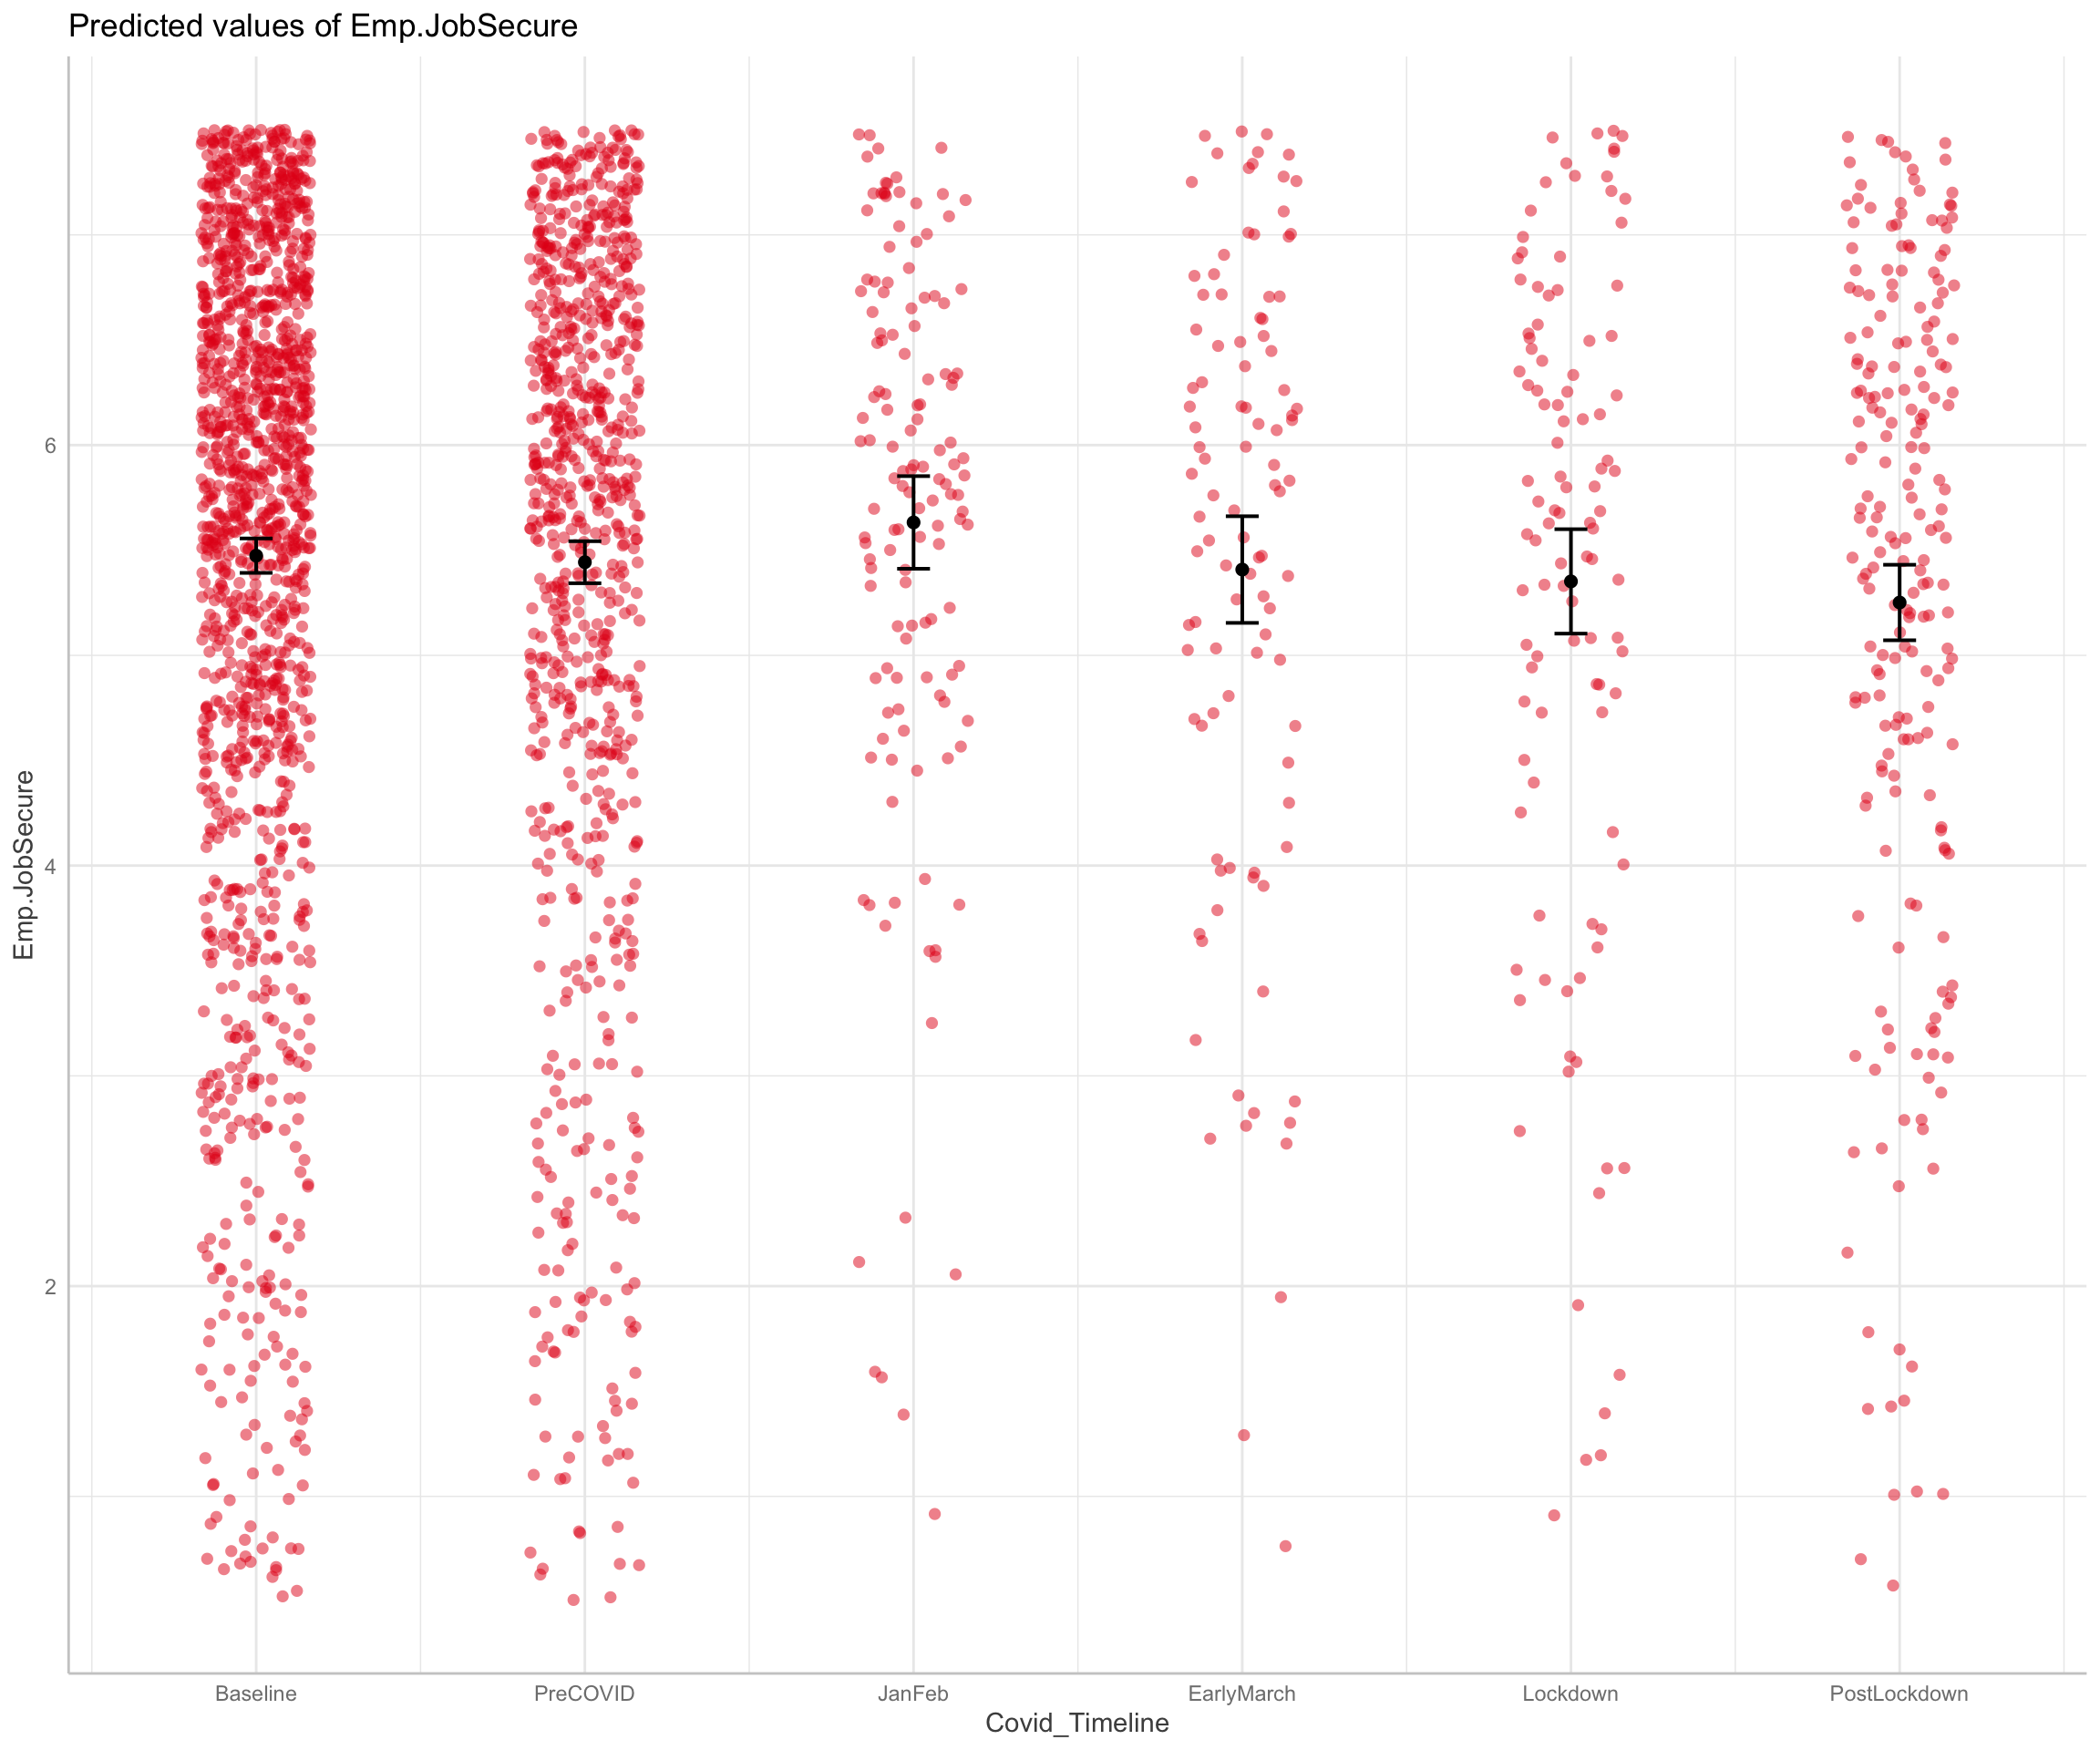 Predicted values of Emp.JobSecure
Emp.JobSecure
6
4
2
Baseline PreCOVID JanFeb EarlyMarch Lockdown PostLockdown
Covid_Timeline